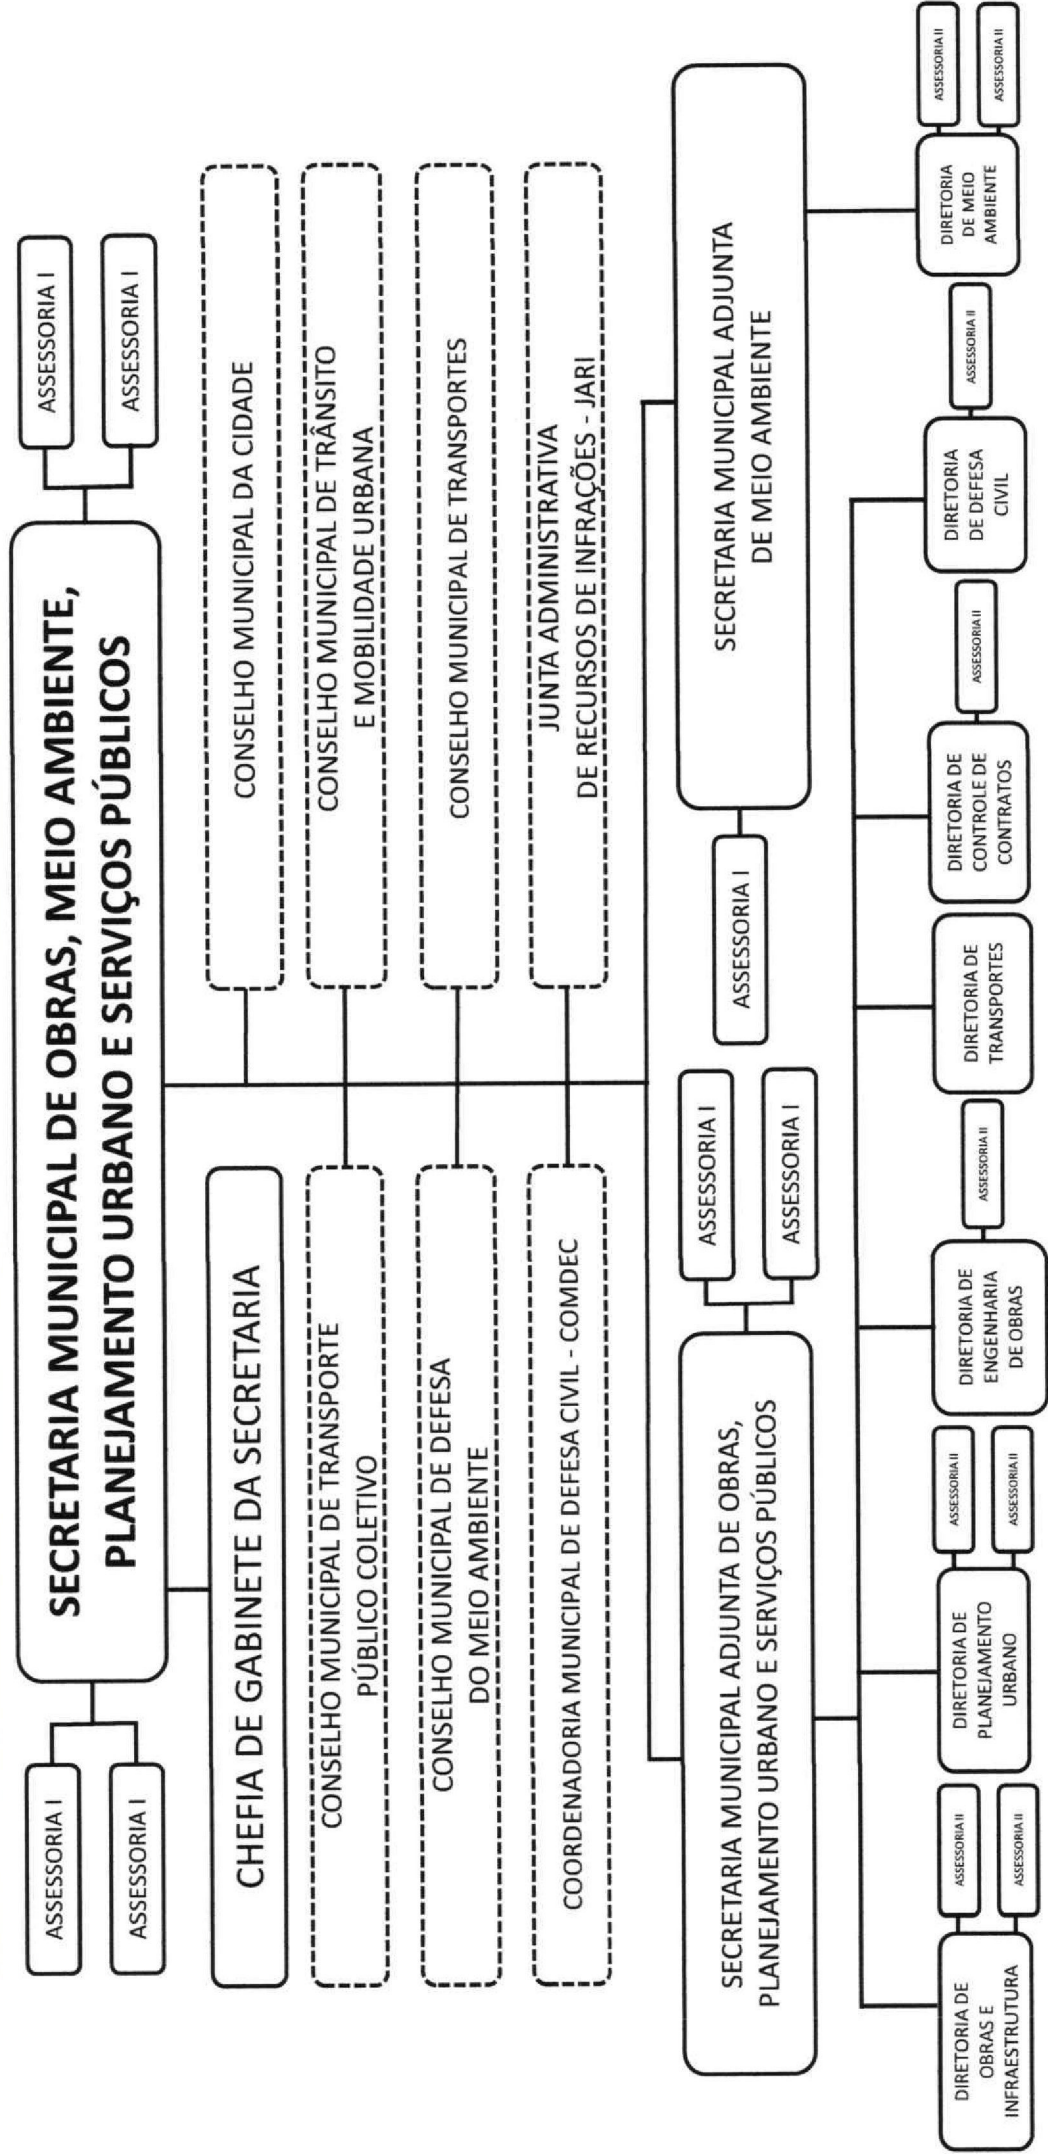 SECRETARIA MUNICIPAL DE OBRAS, MEIO AMBIENTE,
PLANEJAMENTO URBANO E SERVIÇOS PÚBLICOS
ASSESSORIA I
ASSESSORIA I
ASSESSORIA I
ASSESSORIA I
CHEFIA DE GABINETE DA SECRETARIA
CONSELHO MUNICIPAL DA CIDADE
CONSELHO MUNICIPAL DE TRANSPORTE
PÚBLICO COLETIVO
CONSELHO MUNICIPAL DE TRÂNSITO
E MOBILIDADE URBANA
CONSELHO MUNICIPAL DE DEFESA
DO MEIO AMBIENTE
CONSELHO MUNICIPAL DE TRANSPORTES
COORDENADORIA MUNICIPAL DE DEFESA CIVIL - COMDEC
JUNTA ADMINISTRATIVA
DE RECURSOS DE INFRAÇÕES - JARI
SECRETARIA MUNICIPAL ADJUNTA DE OBRAS,
PLANEJAMENTO URBANO E SERVIÇOS PÚBLICOS
ASSESSORIA I
ASSESSORIA I
ASSESSORIA I
SECRETARIA MUNICIPAL ADJUNTA
DE MEIO AMBIENTE
DIRETORIA DE
OBRAS E
INFRAESTRUTURA
ASSESSORIA II
ASSESSORIA II
DIRETORIA DE
PLANEJAMENTO
URBANO
ASSESSORIA II
ASSESSORIA II
DIRETORIA DE
ENGENHARIA
DE OBRAS
ASSESSORIA II
DIRETORIA DE
TRANSPORTES
DIRETORIA DE
CONTROLE DE
CONTRATOS
ASSESSORIA II
DIRETORIA
DE DEFESA
CIVIL
ASSESSORIA II
DIRETORIA
DE MEIO
AMBIENTE
ASSESSORIA II
ASSESSORIA II